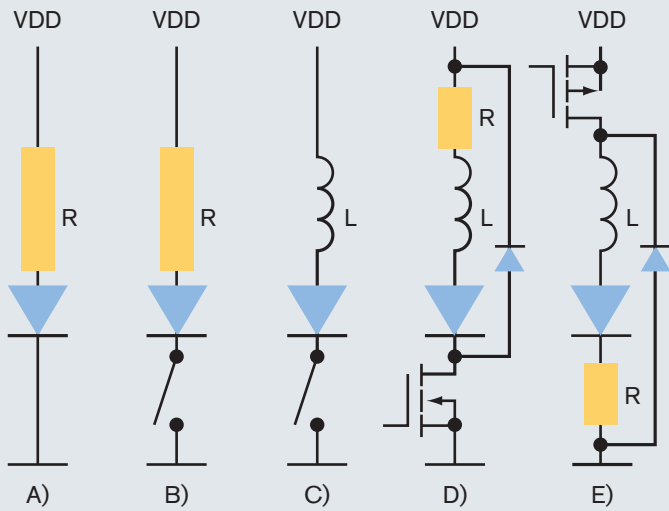 VDD VDD VDD VDD VDD
R
R R L L L
R
R
A) B) C) D) E)